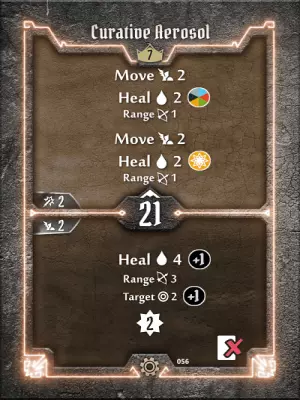 Curative Aerosol
7
Move 2
Heal 2
Range 1
Move 2
Heal 2
Range 1
2
21
2
Heal 4 +1
Range 3
Target 2 +1
2
056